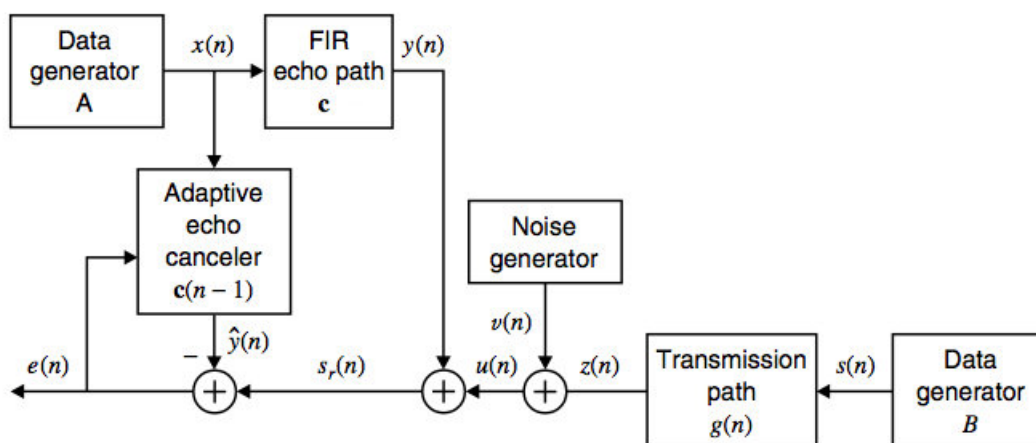 Data
generator
A
x(n)
FIR
echo path
c
y(n)
Adaptive
echo
canceler
c(n − 1)
Noise
generator
v(n)
e(n)
−
ŷ(n)
+
s_r(n)
+
u(n)
+
z(n)
Transmission
path
g(n)
s(n)
Data
generator
B